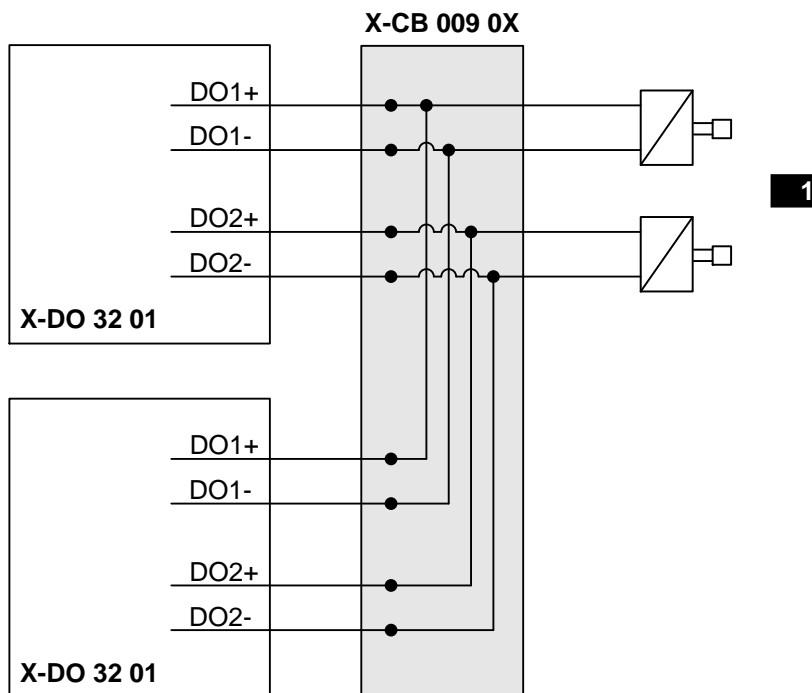 X-CB 009 0X
DO1+
DO1-
1
DO2+
DO2-
X-DO 32 01
DO1+
DO1-
DO2+
DO2-
X-DO 32 01